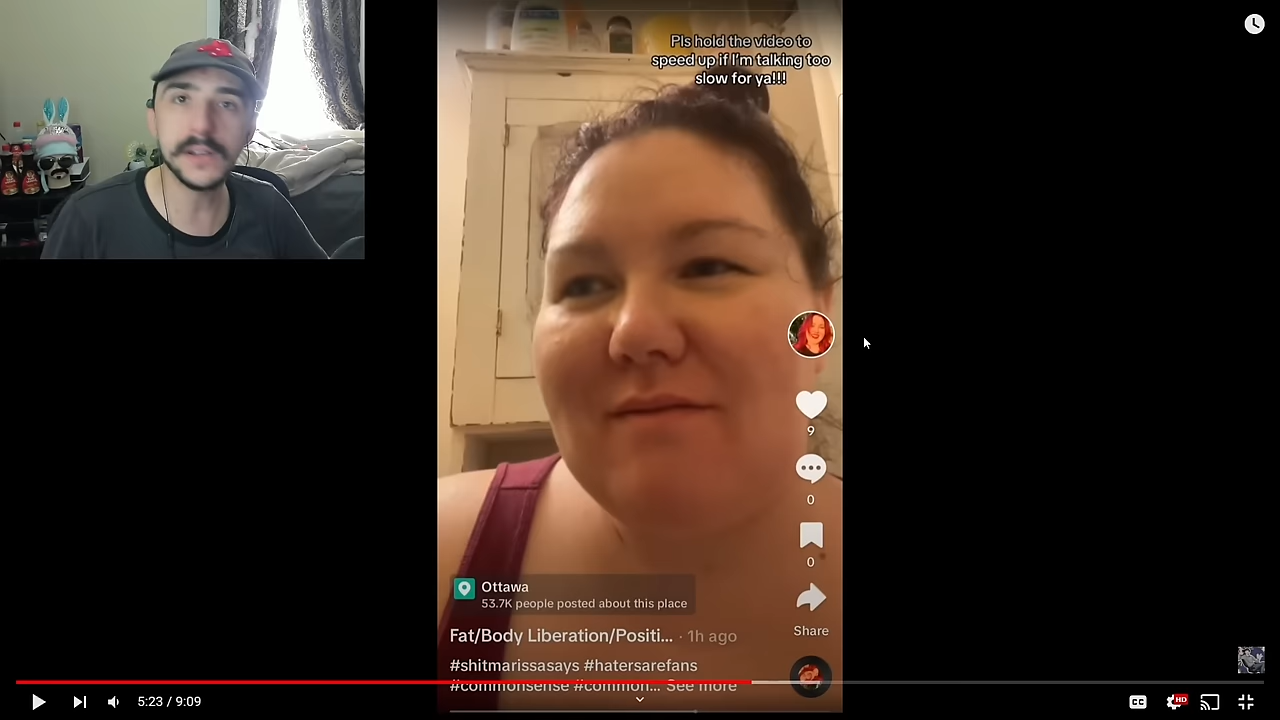 Pls hold the video to
speed up if I'm talking too
slow for ya!!!
9
0
0
Share
Ottawa
53.7K people posted about this place
Fat/Body Liberation/Positi... · 1h ago
#shitmarissasays #hatersarefans
#commonsense #common... See more
5:23 / 9:09
CC
HD